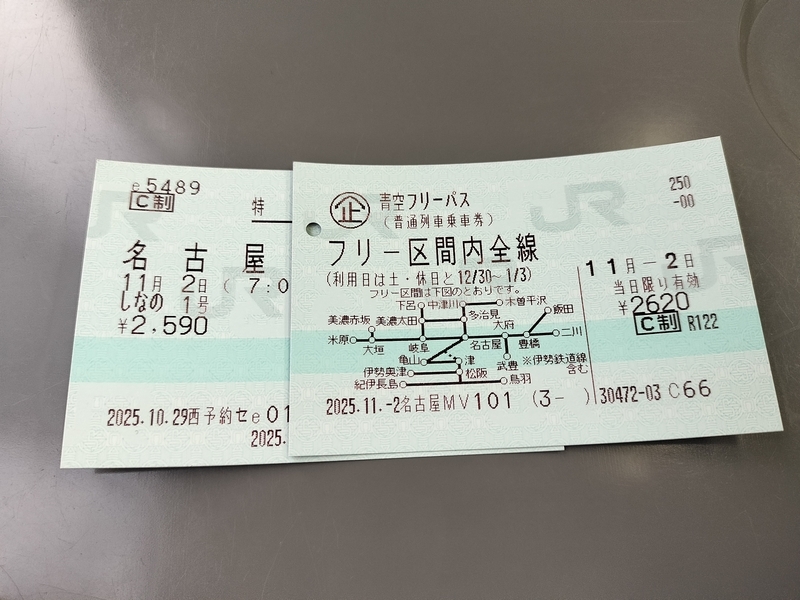 e5489
C制
特
名古屋
11月 2日( 7:0
しなの 1号
¥2,590
2025.10.29西予約セe01
2025.
企 青空フリーパス
(普通列車乗車券)
フリー区間内全線
(利用日は土・休日と12/30~1/3)
フリー区間は下図のとおりです。
下呂 中津川 木曽平沢
美濃赤坂 美濃太田 多治見 飯田
大府
米原 大垣 岐阜 名古屋 豊橋 二川
亀山 津 武豊 ※伊勢鉄道線
含む
伊勢奥津 松阪
紀伊長島 鳥羽
2025.11.-2名古屋MV101 (3- )
250
-00
11月-2日
当日限り有効
¥2620
C制 R122
30472-03 C66
JR
JR